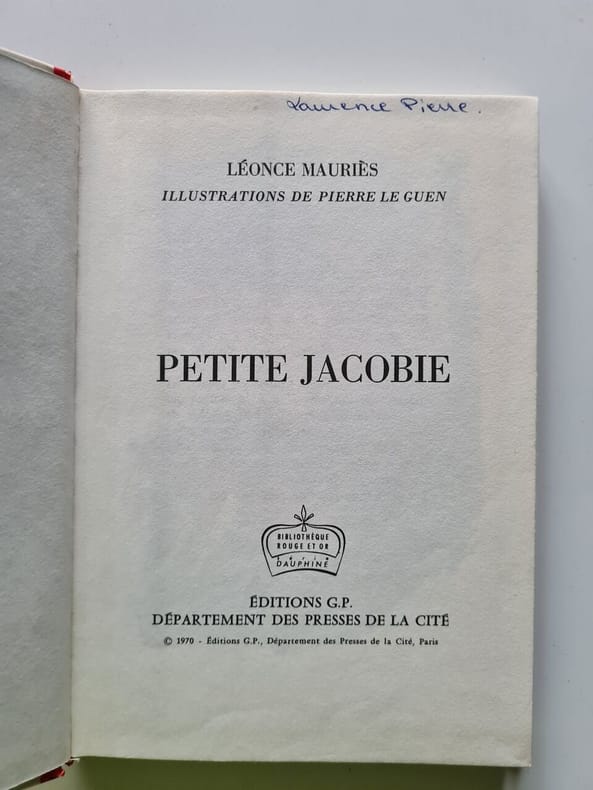 Laurence Pierre.
LÉONCE MAURIÈS
ILLUSTRATIONS DE PIERRE LE GUEN
PETITE JACOBIE
BIBLIOTHÈQUE
ROUGE ET OR
Série
DAUPHINE
ÉDITIONS G.P.
DÉPARTEMENT DES PRESSES DE LA CITÉ
© 1970 - Éditions G.P., Département des Presses de la Cité, Paris